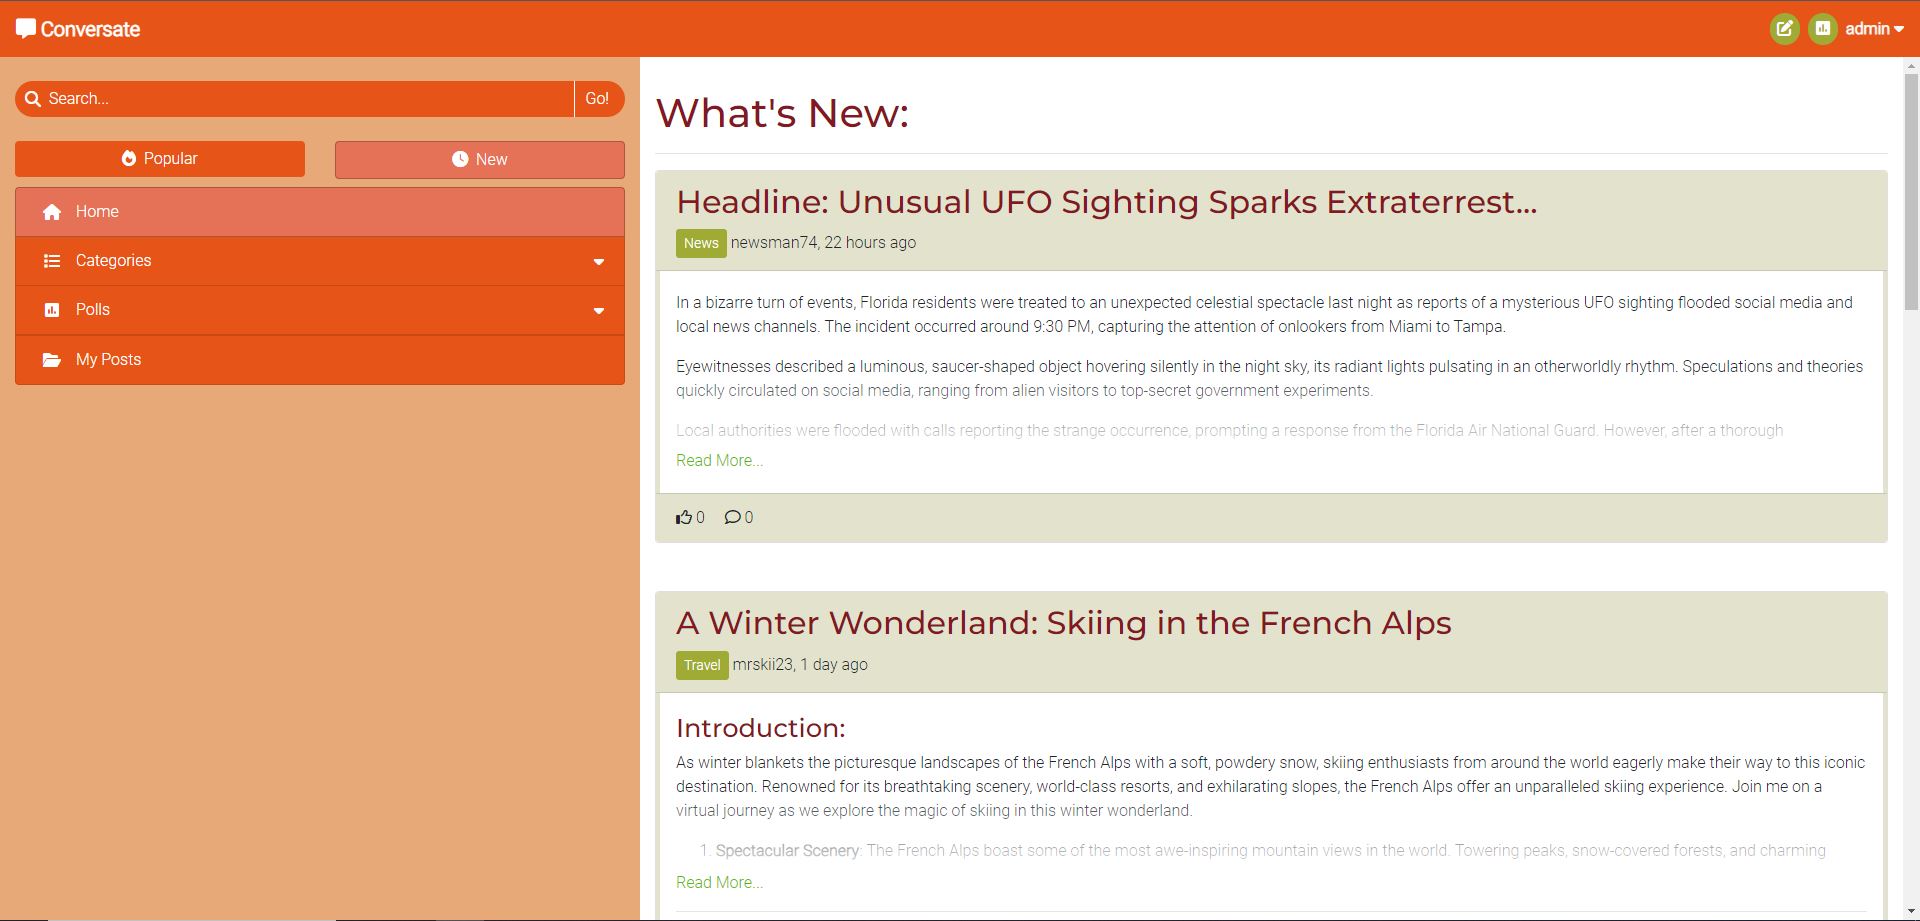 Conversate
admin
Search...
Go!
Popular
New
Home
Categories
Polls
My Posts
What's New:
Headline: Unusual UFO Sighting Sparks Extraterrest...
News newsman74, 22 hours ago
In a bizarre turn of events, Florida residents were treated to an unexpected celestial spectacle last night as reports of a mysterious UFO sighting flooded social media and
local news channels. The incident occurred around 9:30 PM, capturing the attention of onlookers from Miami to Tampa.
Eyewitnesses described a luminous, saucer-shaped object hovering silently in the night sky, its radiant lights pulsating in an otherworldly rhythm. Speculations and theories
quickly circulated on social media, ranging from alien visitors to top-secret government experiments.
Local authorities were flooded with calls reporting the strange occurrence, prompting a response from the Florida Air National Guard. However, after a thorough
Read More...
0 0
A Winter Wonderland: Skiing in the French Alps
Travel mrskii23, 1 day ago
Introduction:
As winter blankets the picturesque landscapes of the French Alps with a soft, powdery snow, skiing enthusiasts from around the world eagerly make their way to this iconic
destination. Renowned for its breathtaking scenery, world-class resorts, and exhilarating slopes, the French Alps offer an unparalleled skiing experience. Join me on a
virtual journey as we explore the magic of skiing in this winter wonderland.
1. Spectacular Scenery: The French Alps boast some of the most awe-inspiring mountain views in the world. Towering peaks, snow-covered forests, and charming
Read More...